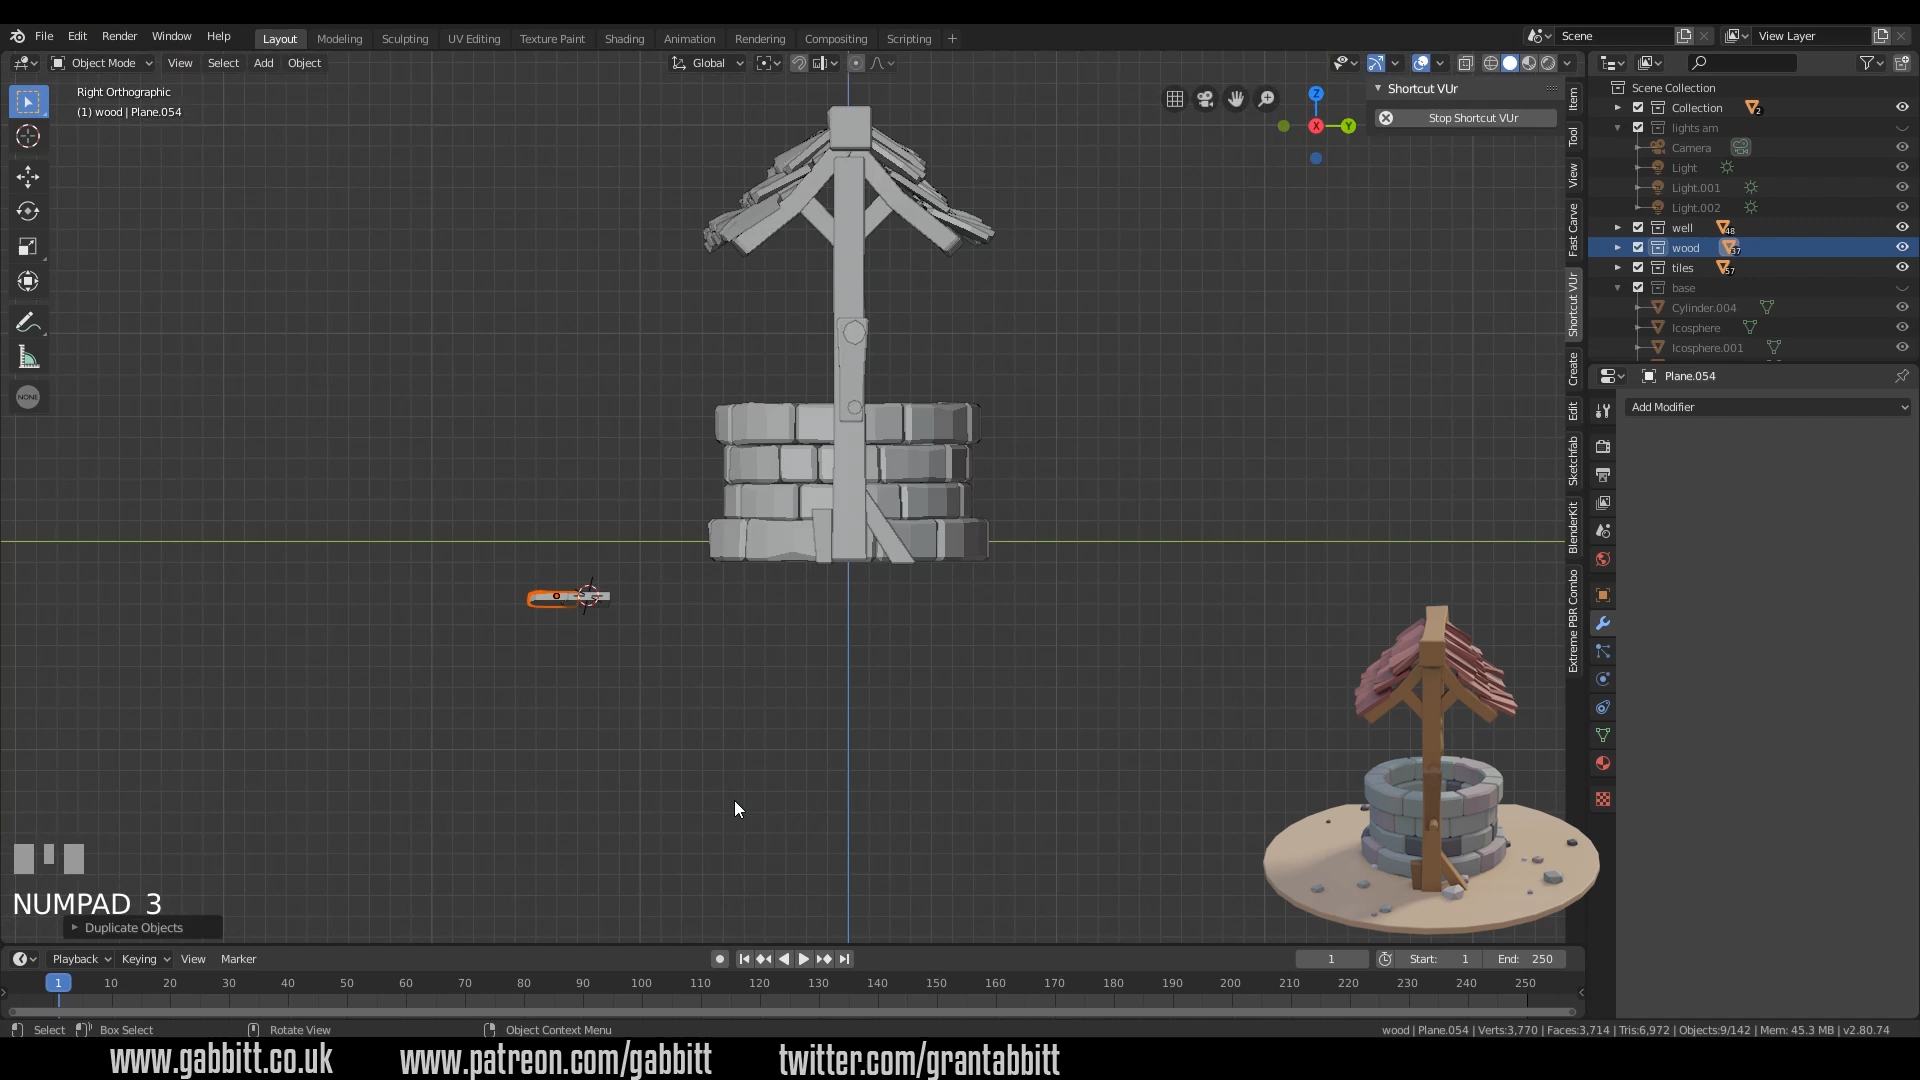 File Edit Render Window Help Layout Modeling Sculpting UV Editing Texture Paint Shading Animation Rendering Compositing Scripting + Scene View Layer
Object Mode View Select Add Object Global
Right Orthographic
(1) wood | Plane.054
Z
X
Y
Shortcut VUr
Stop Shortcut VUr
Item
Tool
View
Fast Carve
Shortcut VUr
Create
Edit
Sketchfab
BlenderKit
Extreme PBR Combo
NONE
Scene Collection
Collection 2
lights am
Camera
Light
Light.001
Light.002
well 48
wood 37
tiles 57
base
Cylinder.004
Icosphere
Icosphere.001
Plane.054
Add Modifier
NUMPAD 3
Duplicate Objects
Playback Keying View Marker 1 Start: 1 End: 250
1 10 20 30 40 50 60 70 80 90 100 110 120 130 140 150 160 170 180 190 200 210 220 230 240 250
Select Box Select Rotate View Object Context Menu wood | Plane.054 | Verts:3,770 | Faces:3,714 | Tris:6,972 | Objects:9/142 | Mem: 45.3 MB | v2.80.74
www.gabbitt.co.uk www.patreon.com/gabbitt twitter.com/grantabbitt